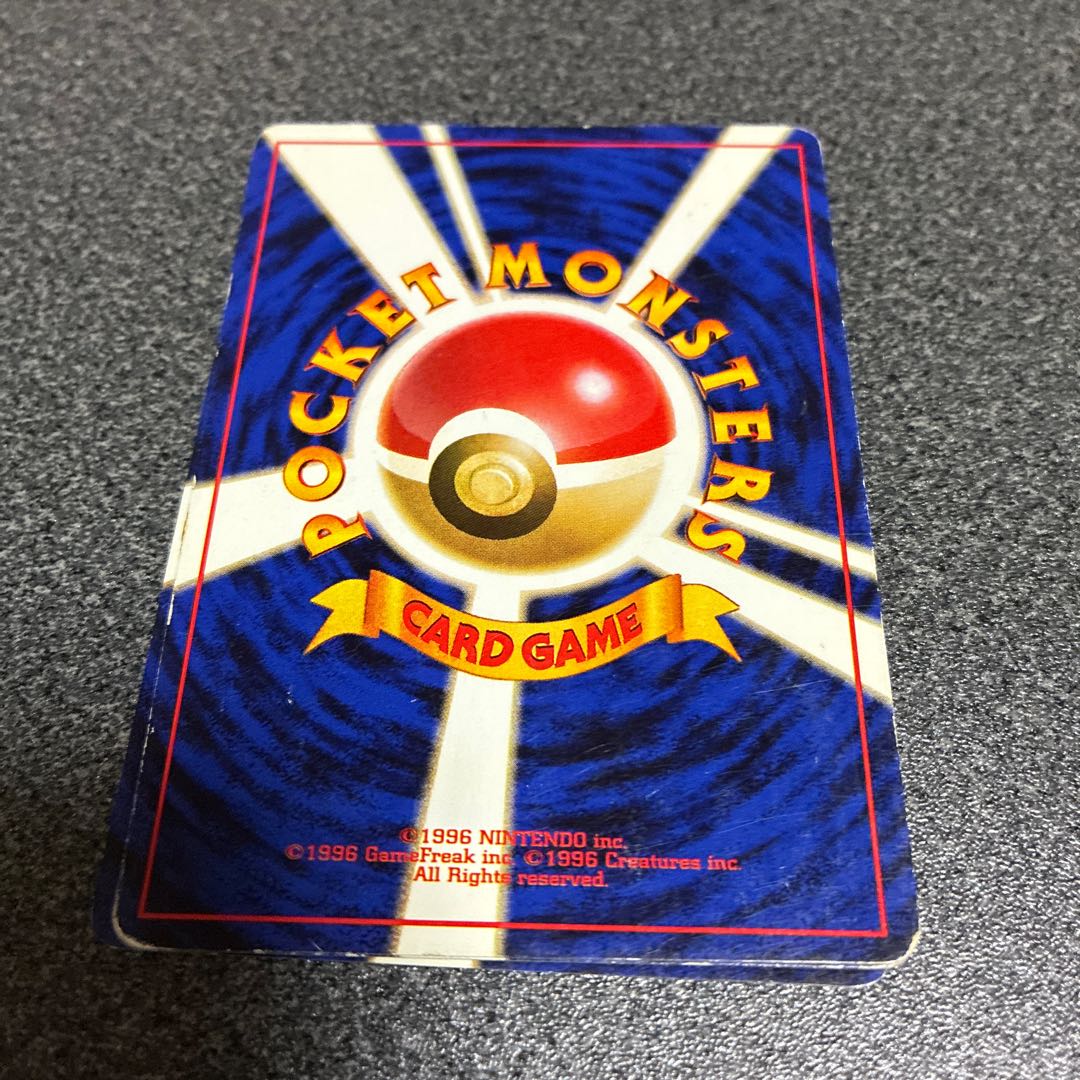 POCKET MONSTERS
CARD GAME
©1996 NINTENDO inc.
©1996 GameFreak inc. ©1996 Creatures inc.
All Rights reserved.